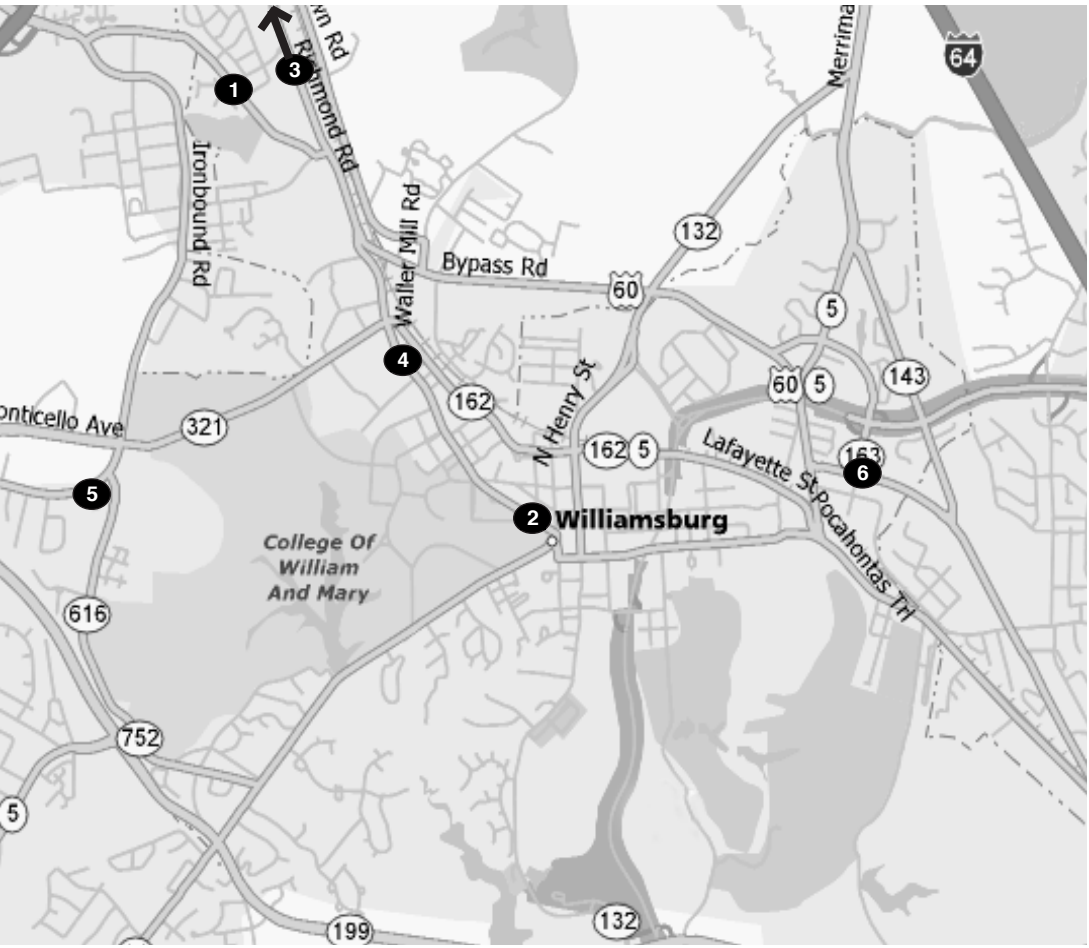 wn Rd
Richmond Rd
3
1
64
Merrima
Ironbound Rd
Waller Mill Rd
132
Bypass Rd
60
5
4
162
N Henry St
60
5
143
onticello Ave
321
162
5
Lafayette St
163
6
5
2
Williamsburg
Pocahontas Trl
College Of
William
And Mary
616
752
5
132
199